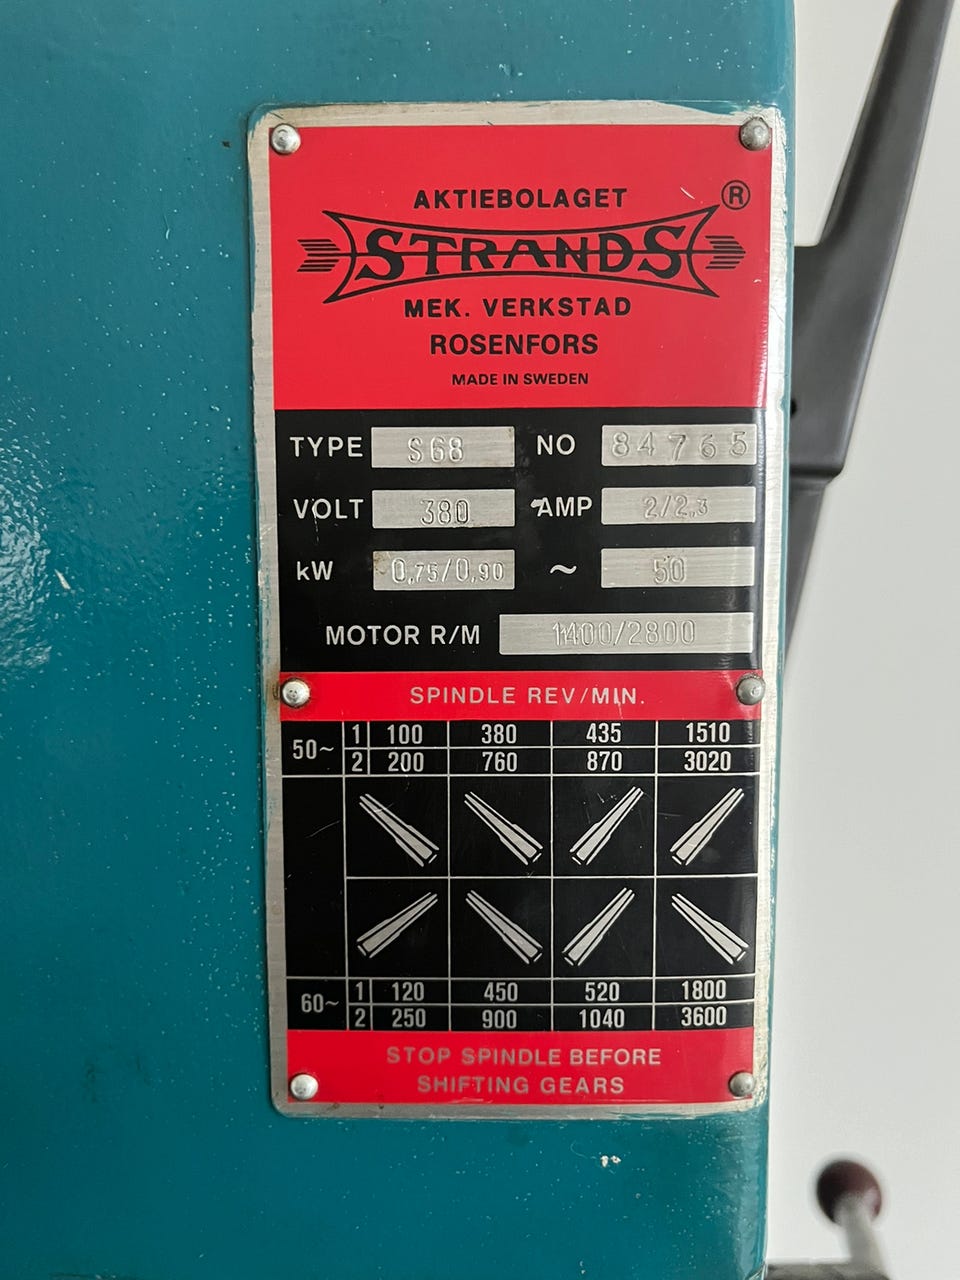 AKTIEBOLAGET ®
STRANDS
MEK. VERKSTAD
ROSENFORS
MADE IN SWEDEN
TYPE S68 NO 84765
VOLT 380 AMP 2/2,3
kW 0,75/0,90 ~ 50
MOTOR R/M 1400/2800
SPINDLE REV/MIN.
50~ 1 100 380 435 1510
2 200 760 870 3020
60~ 1 120 450 520 1800
2 250 900 1040 3600
STOP SPINDLE BEFORE
SHIFTING GEARS